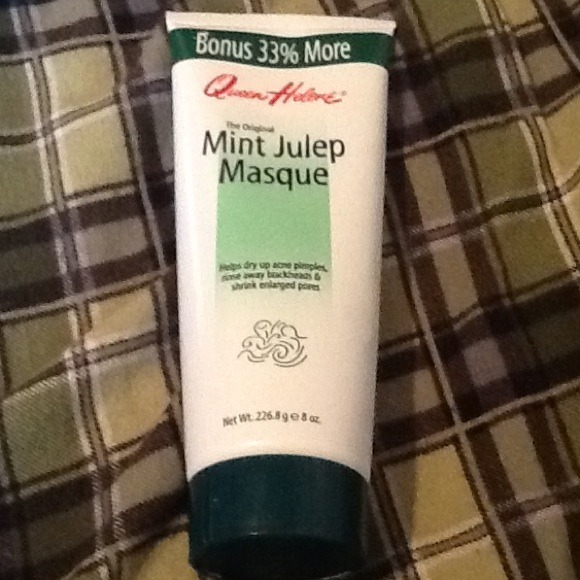 Bonus 33% More
Queen Helene
The Original
Mint Julep
Masque
Helps dry up acne pimples,
rinse away blackheads &
shrink enlarged pores
Net Wt. 226.8 g ℮ 8 oz.